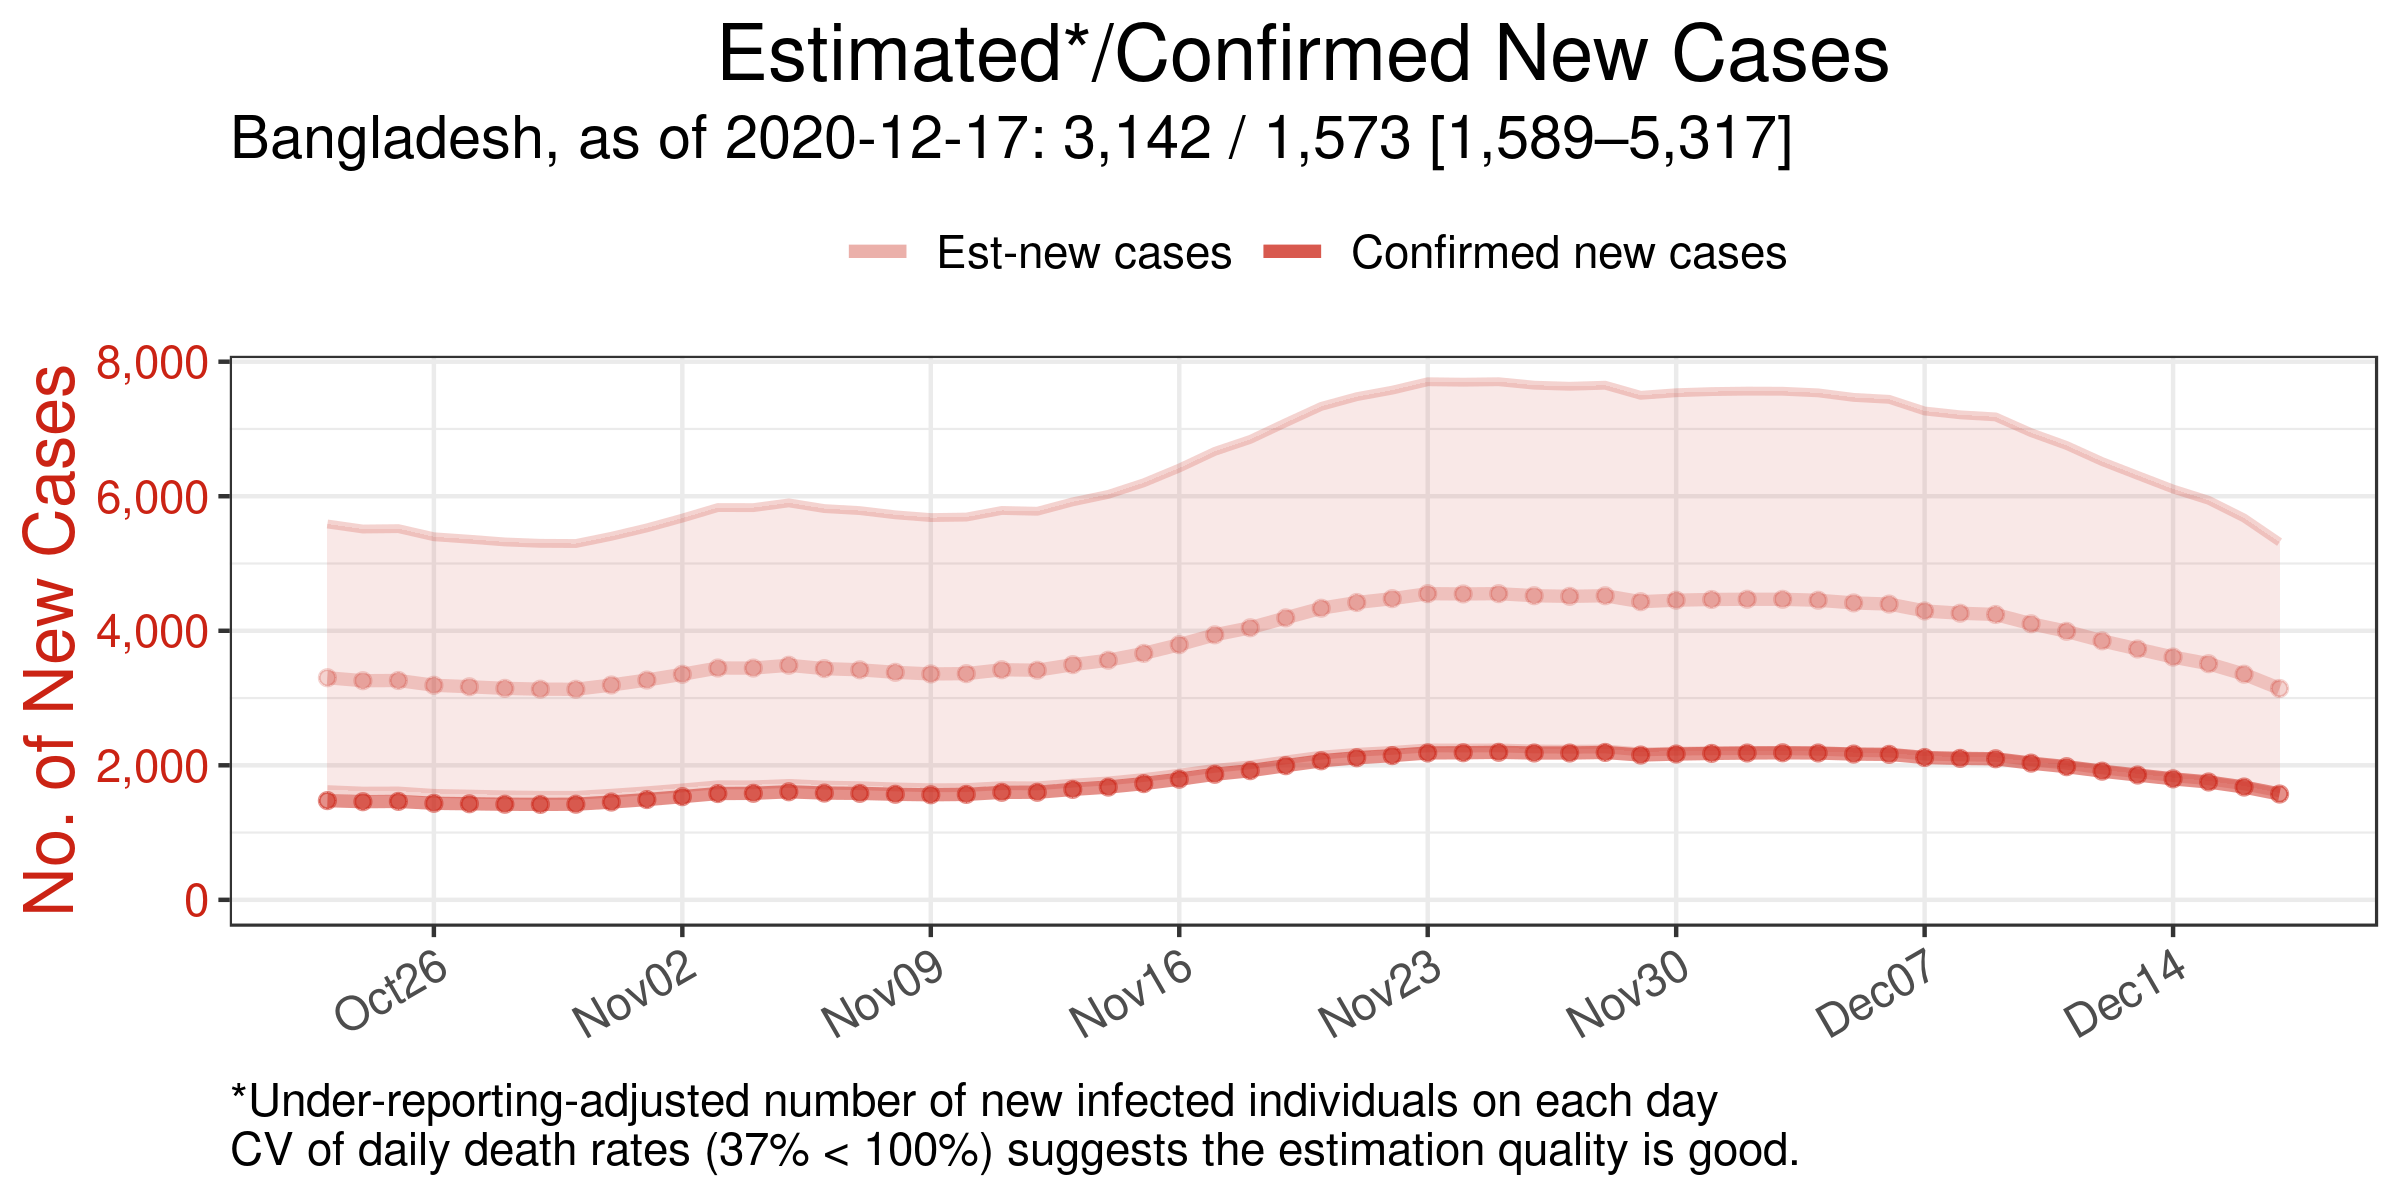 Estimated*/Confirmed New Cases
Bangladesh, as of 2020-12-17: 3,142 / 1,573 [1,589–5,317]
Est-new cases
Confirmed new cases
No. of New Cases
8,000
6,000
4,000
2,000
0
Oct26
Nov02
Nov09
Nov16
Nov23
Nov30
Dec07
Dec14
*Under-reporting-adjusted number of new infected individuals on each day
CV of daily death rates (37% < 100%) suggests the estimation quality is good.